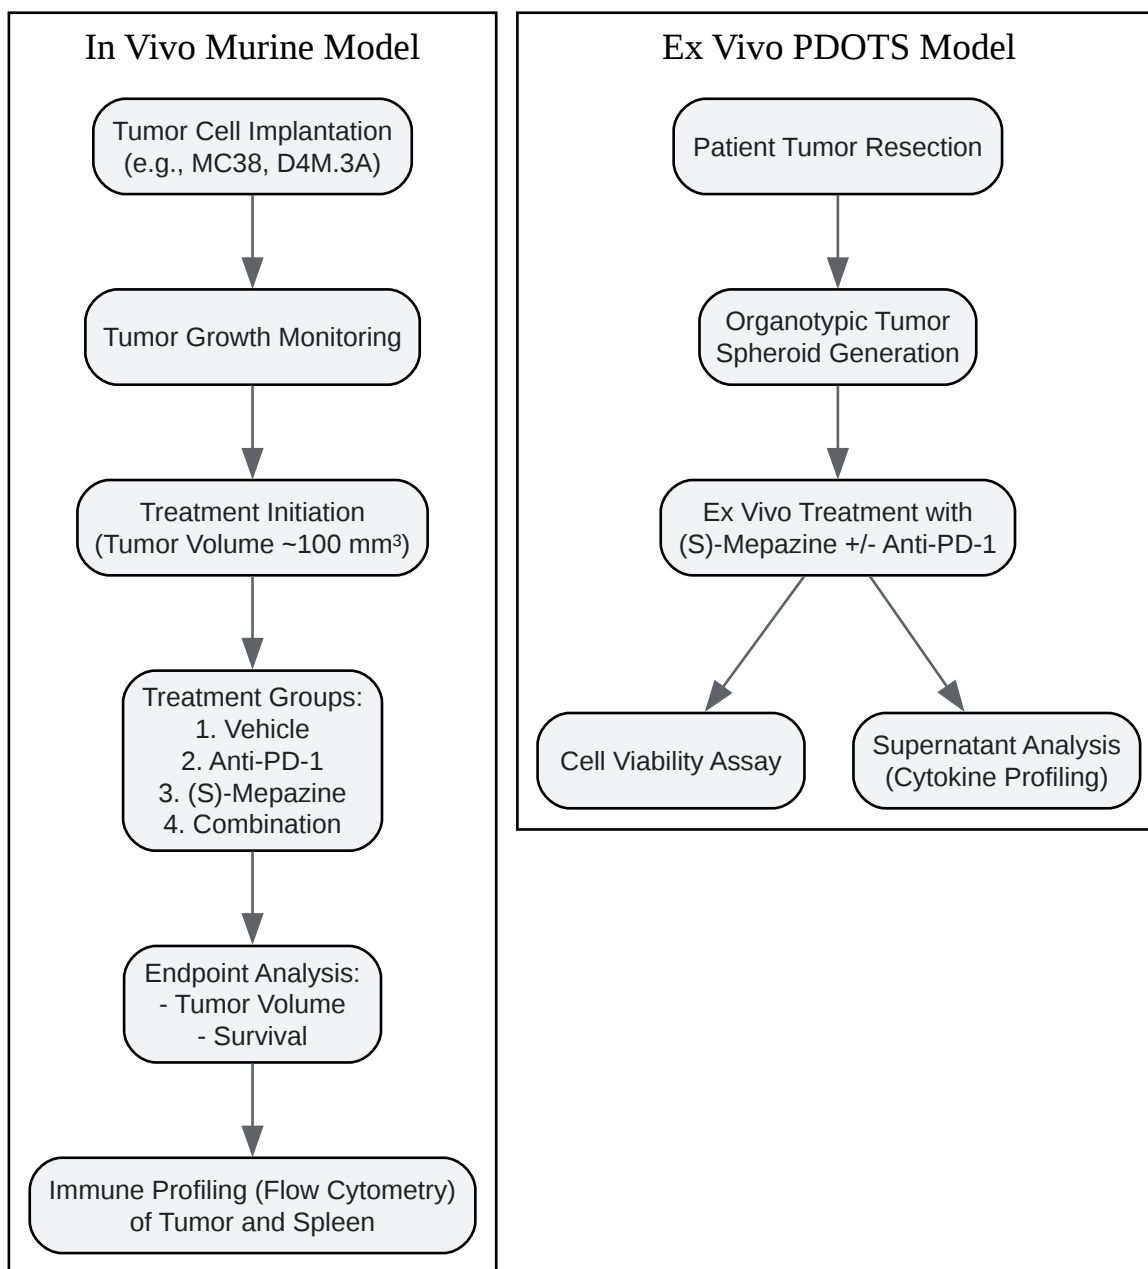 In Vivo Murine Model
Tumor Cell Implantation
(e.g., MC38, D4M.3A)
Tumor Growth Monitoring
Treatment Initiation
(Tumor Volume ~100 mm³)
Treatment Groups:
1. Vehicle
2. Anti-PD-1
3. (S)-Mepazine
4. Combination
Endpoint Analysis:
- Tumor Volume
- Survival
Immune Profiling (Flow Cytometry)
of Tumor and Spleen
Ex Vivo PDOTS Model
Patient Tumor Resection
Organotypic Tumor
Spheroid Generation
Ex Vivo Treatment with
(S)-Mepazine +/- Anti-PD-1
Cell Viability Assay
Supernatant Analysis
(Cytokine Profiling)